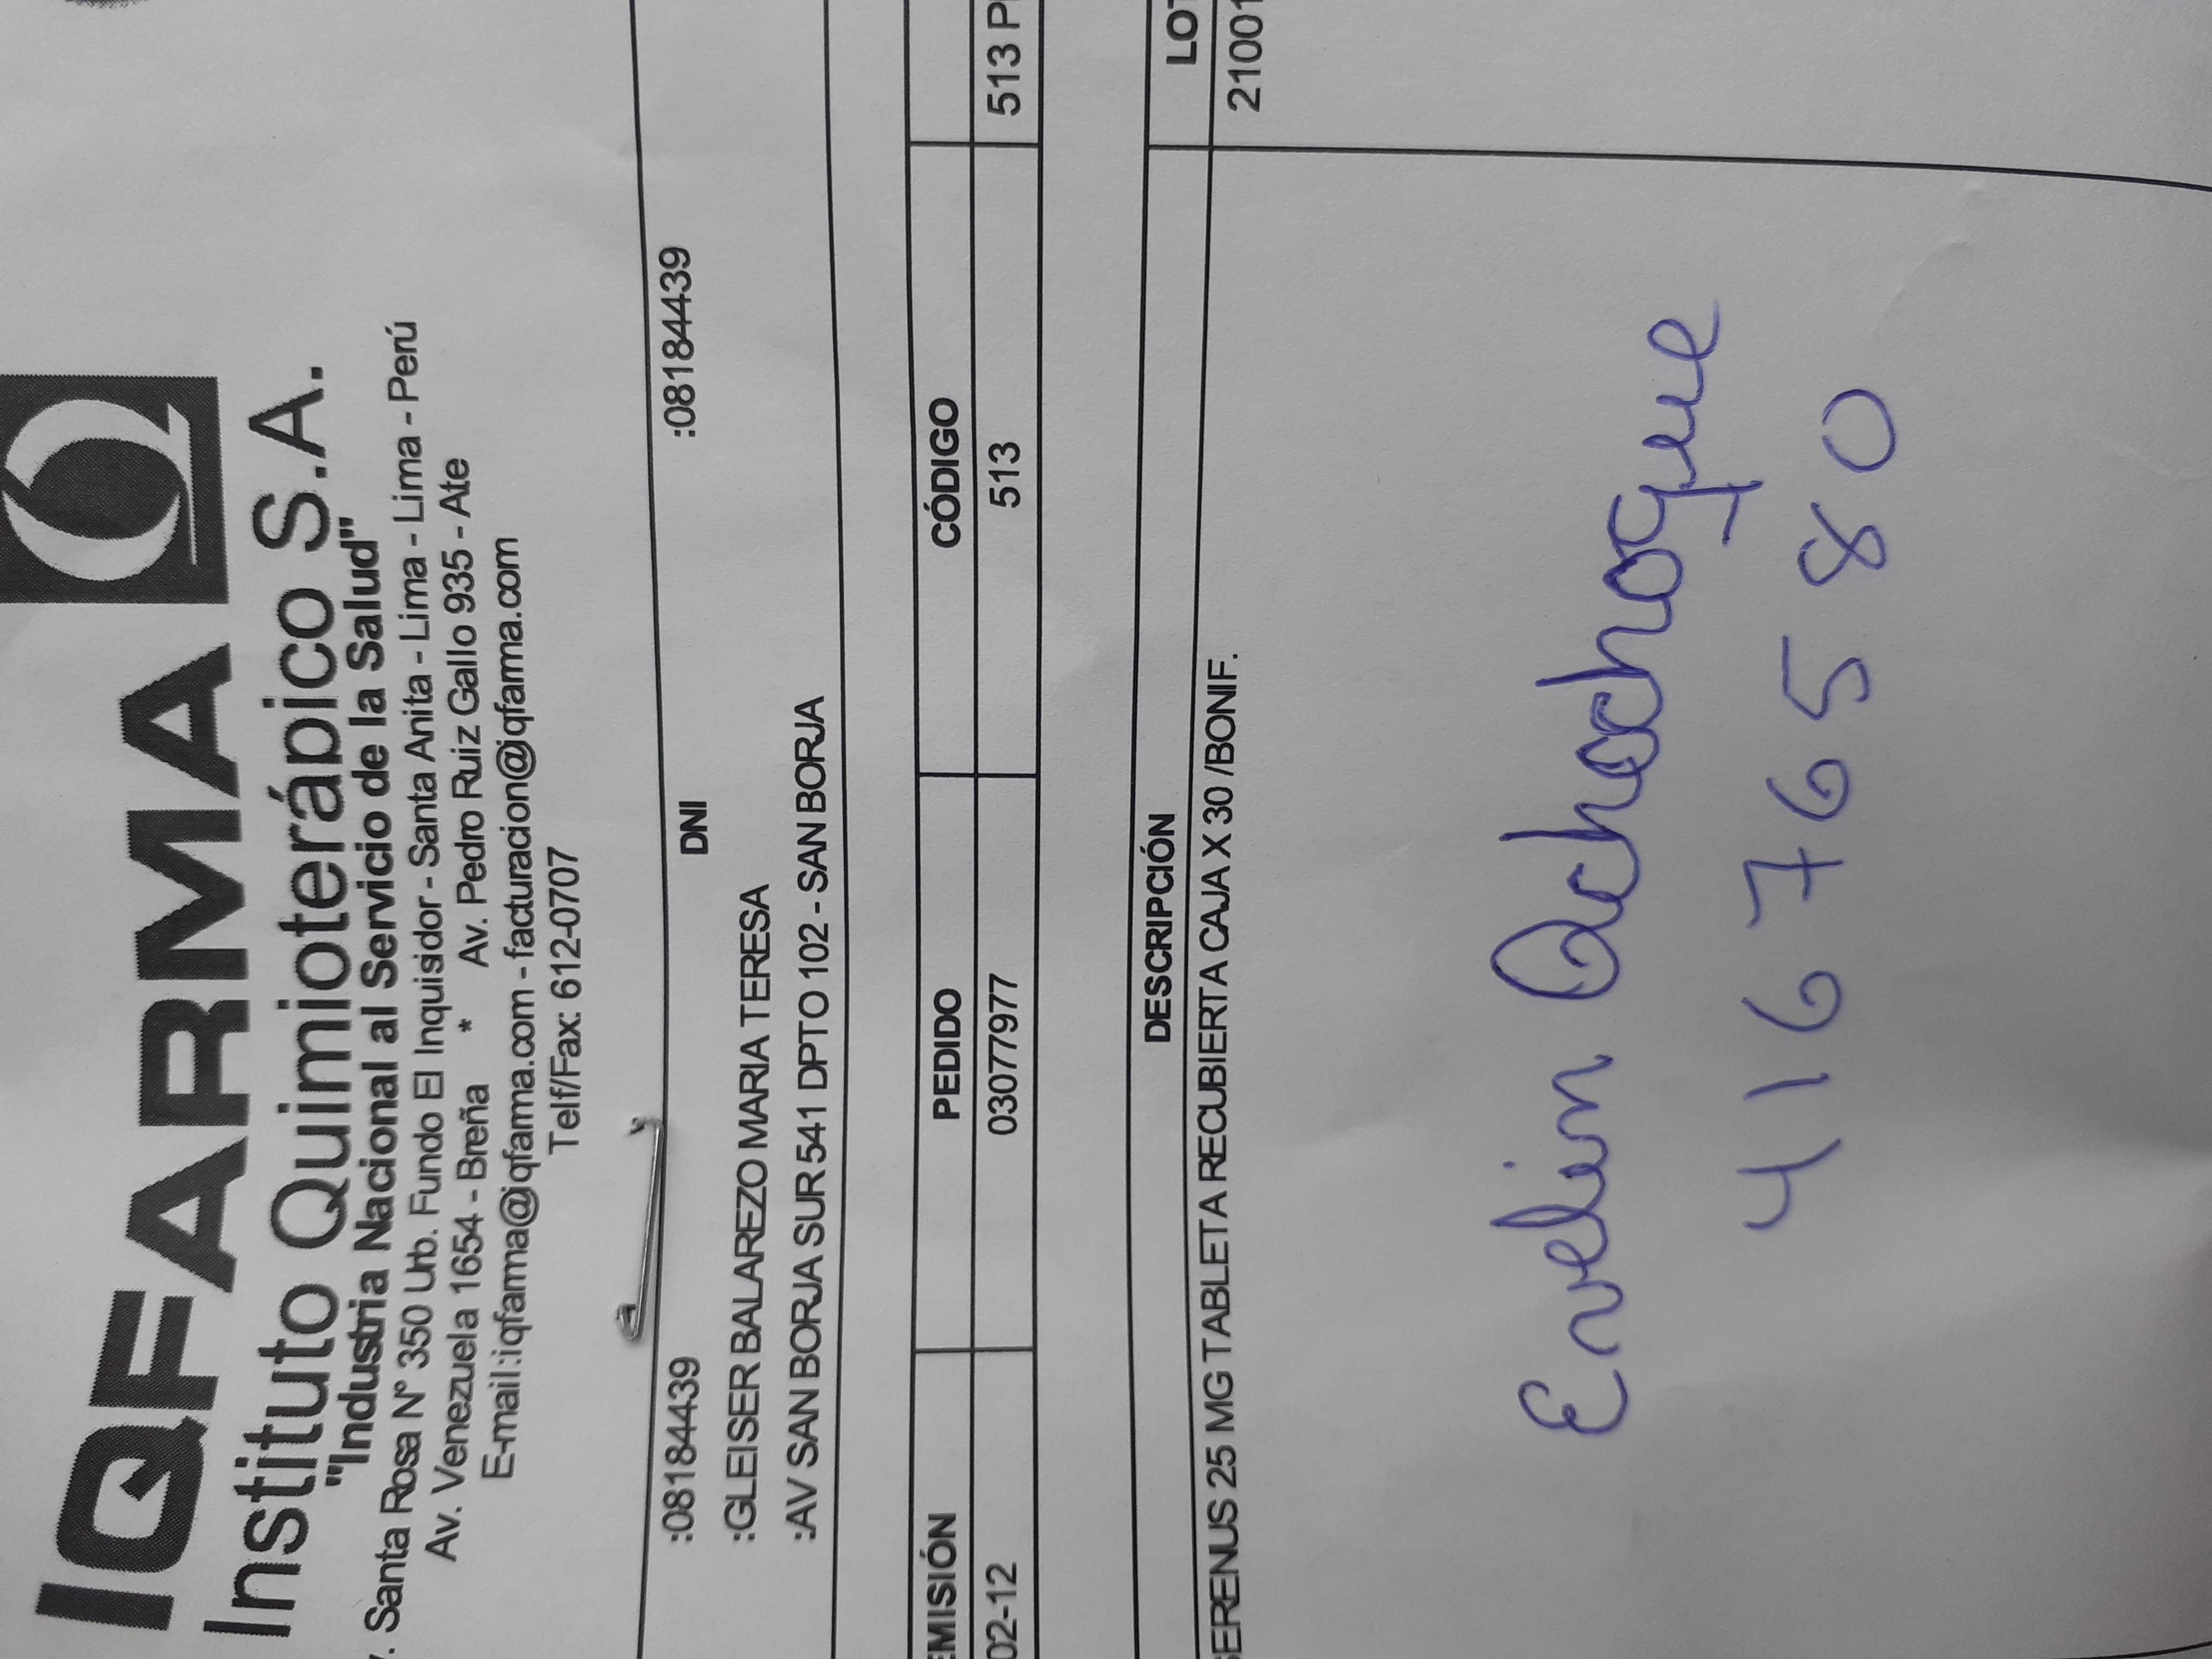 IQFARMA
Instituto Quimioterápico S.A.
"Industria Nacional al Servicio de la Salud"
. Santa Rosa N° 350 Urb. Fundo El Inquisidor - Santa Anita - Lima - Lima - Perú
Av. Venezuela 1654 - Breña * Av. Pedro Ruiz Gallo 935 - Ate
E-mail:iqfarma@iqfarma.com - facturacion@iqfarma.com
Telf/Fax: 612-0707
:08184439 DNI :08184439
:GLEISER BALAREZO MARIA TERESA
:AV SAN BORJA SUR 541 DPTO 102 - SAN BORJA
EMISIÓN PEDIDO CÓDIGO
02-12 03077977 513 513 P
DESCRIPCIÓN LOT
SERENUS 25 MG TABLETA RECUBIERTA CAJA X 30 /BONIF. 21001
Evelin Qchachoque
41676580